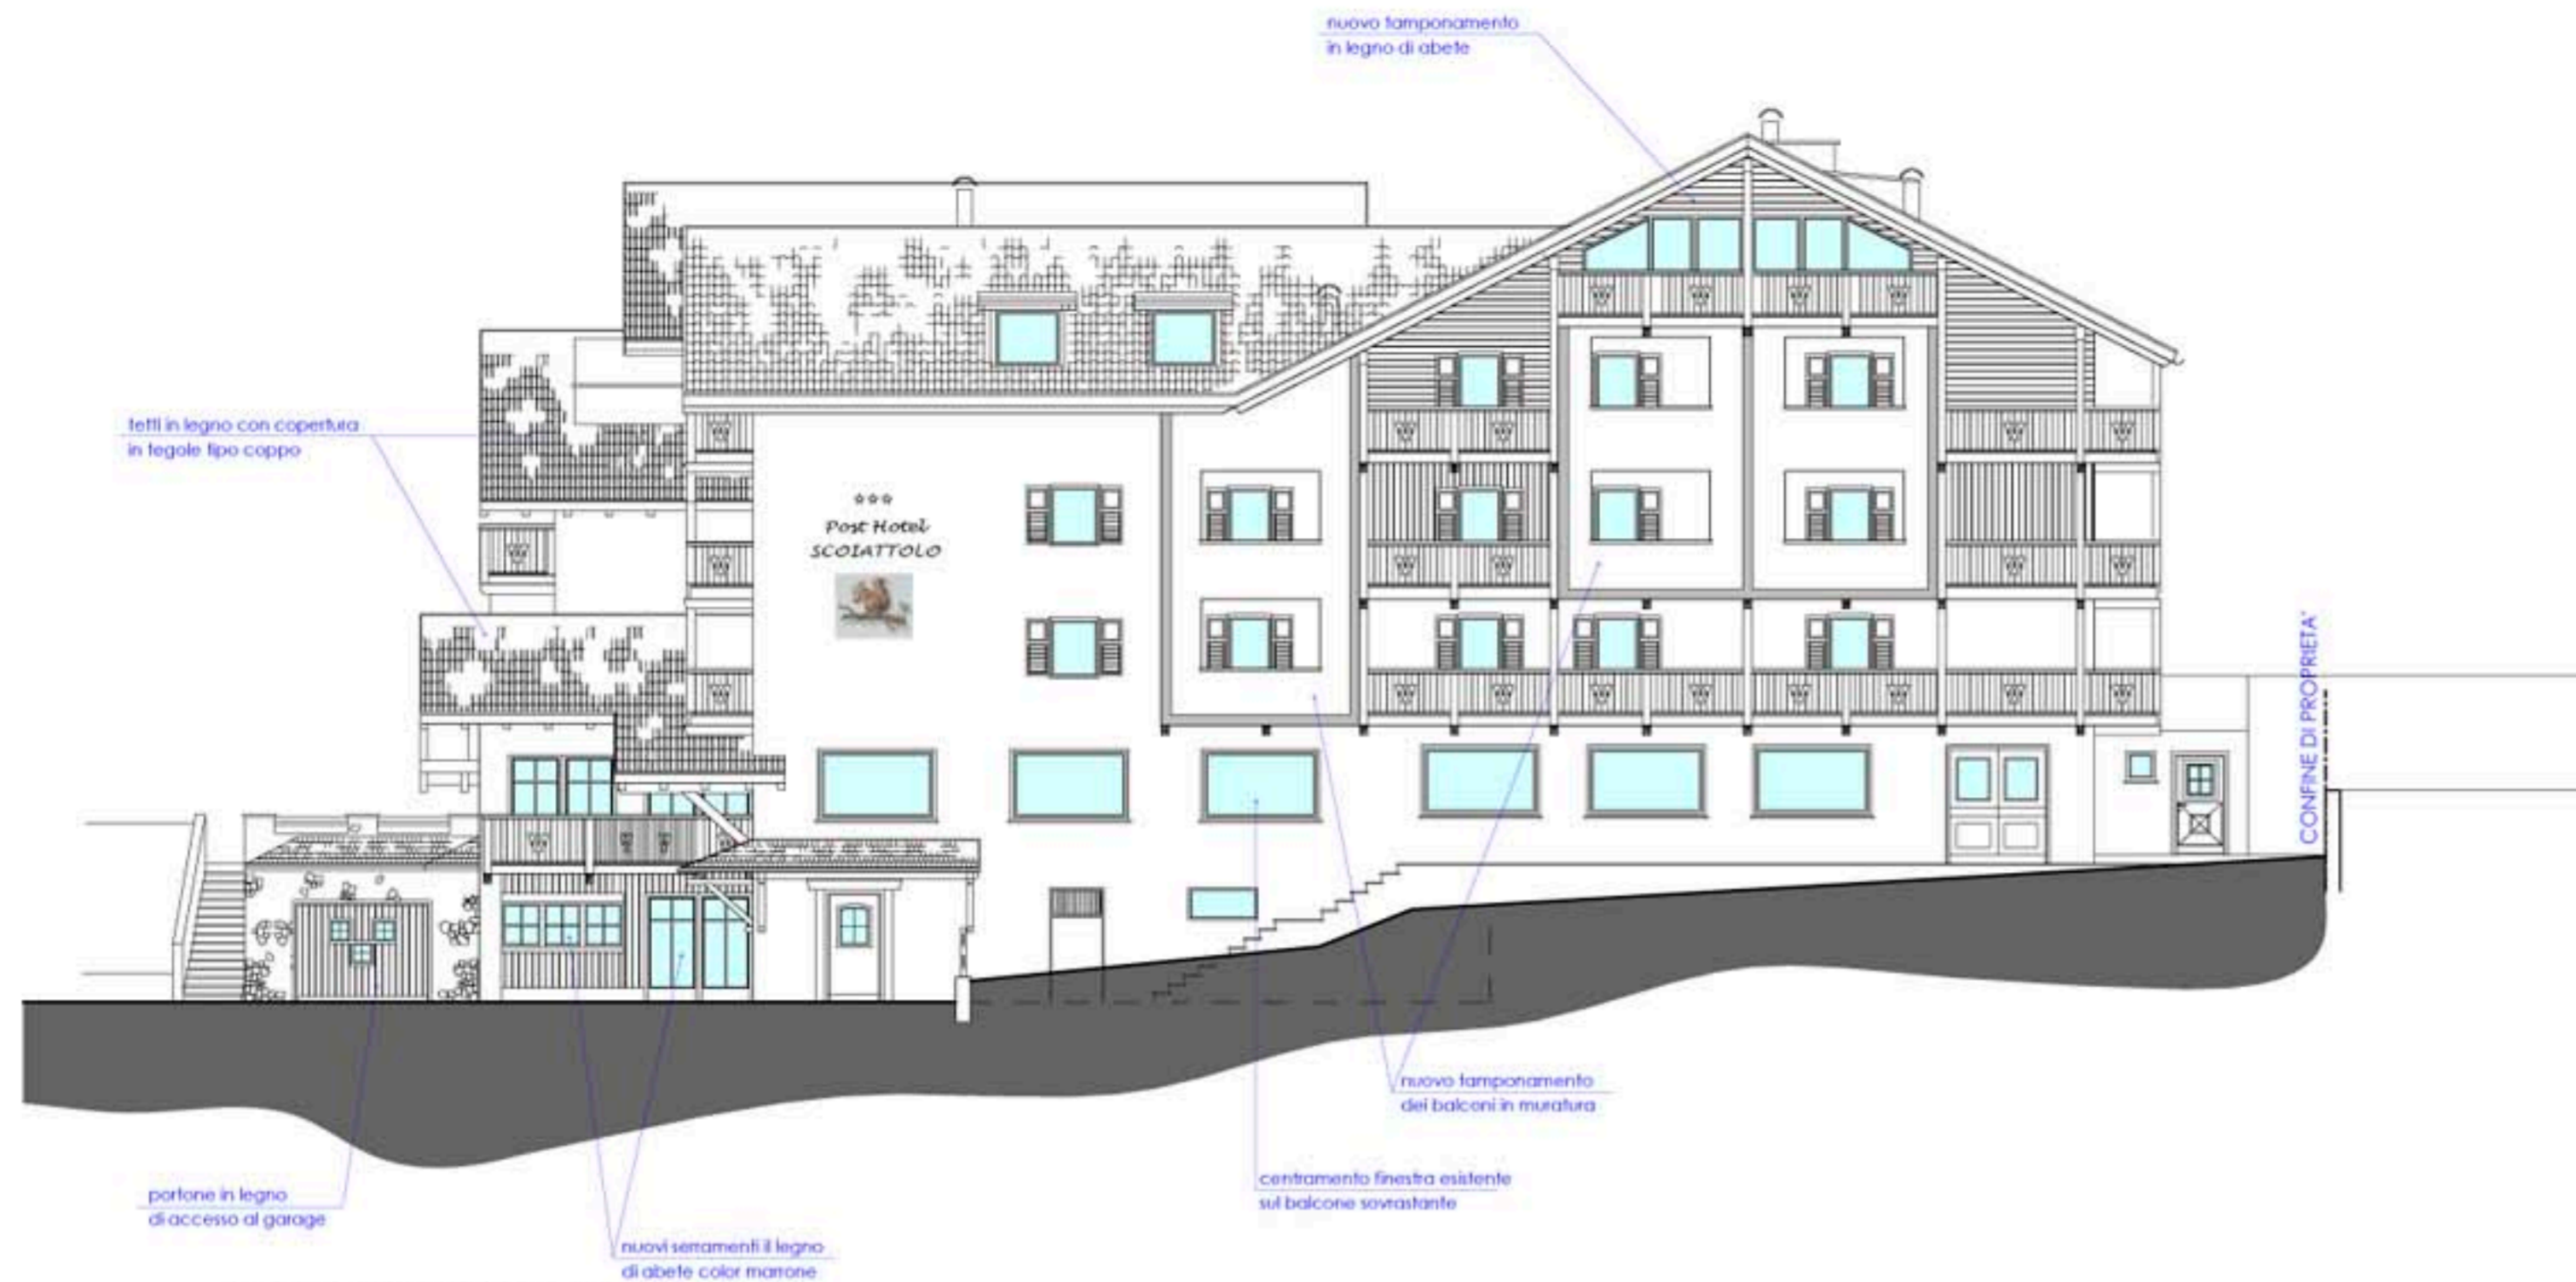 nuovo tamponamento
in legno di abete
tetti in legno con copertura
in tegole tipo coppo
☆☆☆
Post Hotel
SCOIATTOLO
CONFINE DI PROPRIETA'
nuovo tamponamento
dei balconi in muratura
centramento finestra esistente
sul balcone sovrastante
portone in legno
di accesso al garage
nuovi serramenti il legno
di abete color marrone